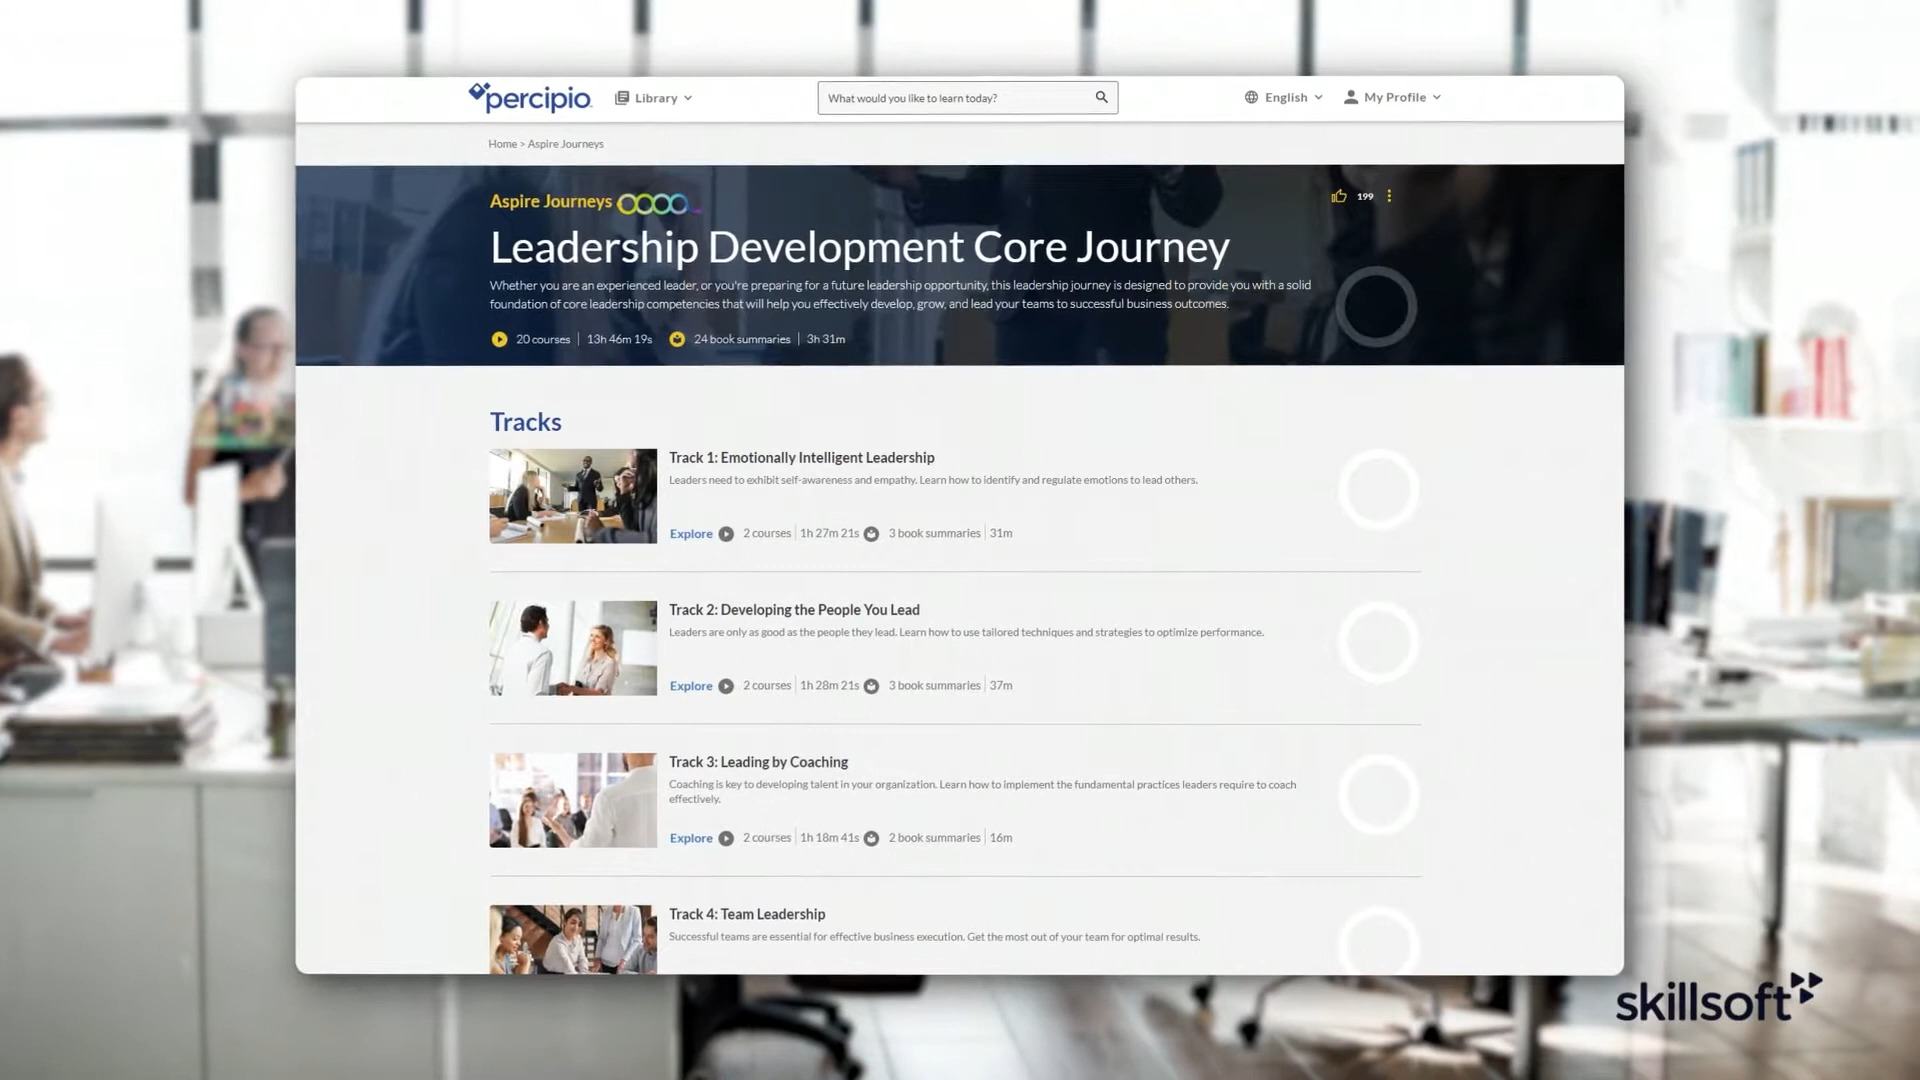 percipio
Library
What would you like to learn today?
English
My Profile
Home > Aspire Journeys
Aspire Journeys
199
Leadership Development Core Journey
Whether you are an experienced leader, or you're preparing for a future leadership opportunity, this leadership journey is designed to provide you with a solid
foundation of core leadership competencies that will help you effectively develop, grow, and lead your teams to successful business outcomes.
20 courses | 13h 46m 19s 24 book summaries | 3h 31m
Tracks
Track 1: Emotionally Intelligent Leadership
Leaders need to exhibit self-awareness and empathy. Learn how to identify and regulate emotions to lead others.
Explore 2 courses | 1h 27m 21s 3 book summaries | 31m
Track 2: Developing the People You Lead
Leaders are only as good as the people they lead. Learn how to use tailored techniques and strategies to optimize performance.
Explore 2 courses | 1h 28m 21s 3 book summaries | 37m
Track 3: Leading by Coaching
Coaching is key to developing talent in your organization. Learn how to implement the fundamental practices leaders require to coach
effectively.
Explore 2 courses | 1h 18m 41s 2 book summaries | 16m
Track 4: Team Leadership
Successful teams are essential for effective business execution. Get the most out of your team for optimal results.
skillsoft